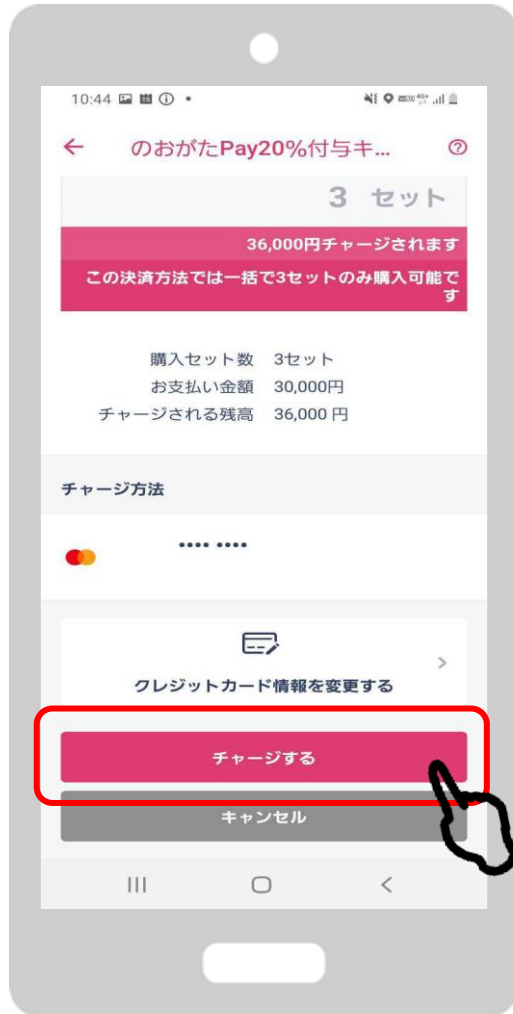 10:44
のおがたPay20%付与キ...
3 セット
36,000円チャージされます
この決済方法では一括で3セットのみ購入可能で
す
購入セット数 3セット
お支払い金額 30,000円
チャージされる残高 36,000 円
チャージ方法
•••• ••••
クレジットカード情報を変更する
チャージする
キャンセル